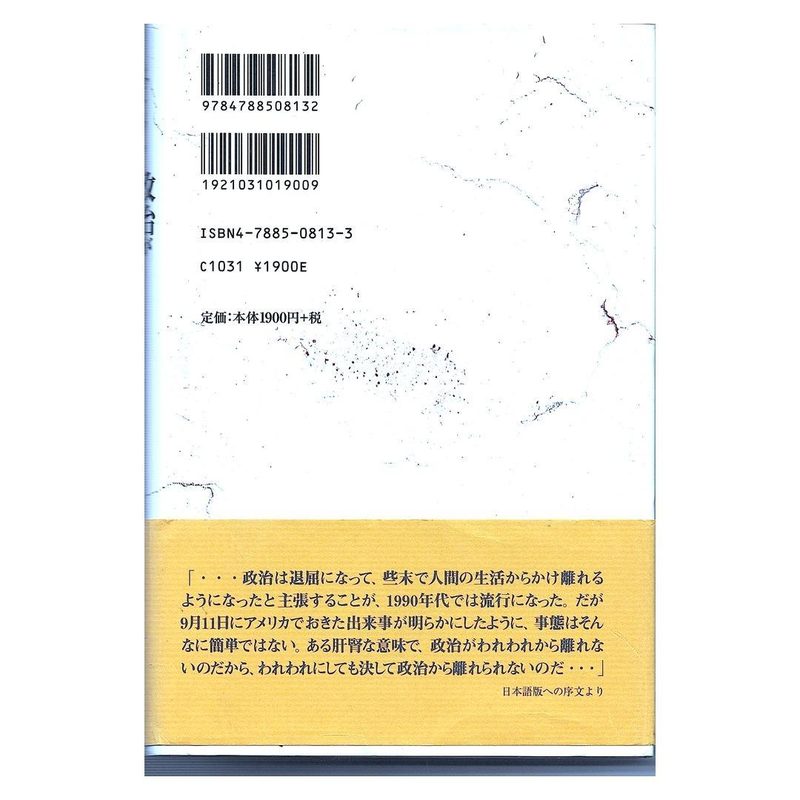 9784788508132
1921031019009
ISBN4-7885-0813-3
C1031 ¥1900E
定価：本体1900円+税
「・・・政治は退屈になって、些末で人間の生活からかけ離れる
ようになったと主張することが、1990年代では流行になった。だが
9月11日にアメリカでおきた出来事が明らかにしたように、事態はそん
なに簡単ではない。ある肝腎な意味で、政治がわれわれから離れな
いのだから、われわれにしても決して政治から離れられないのだ・・・」
日本語版への序文より